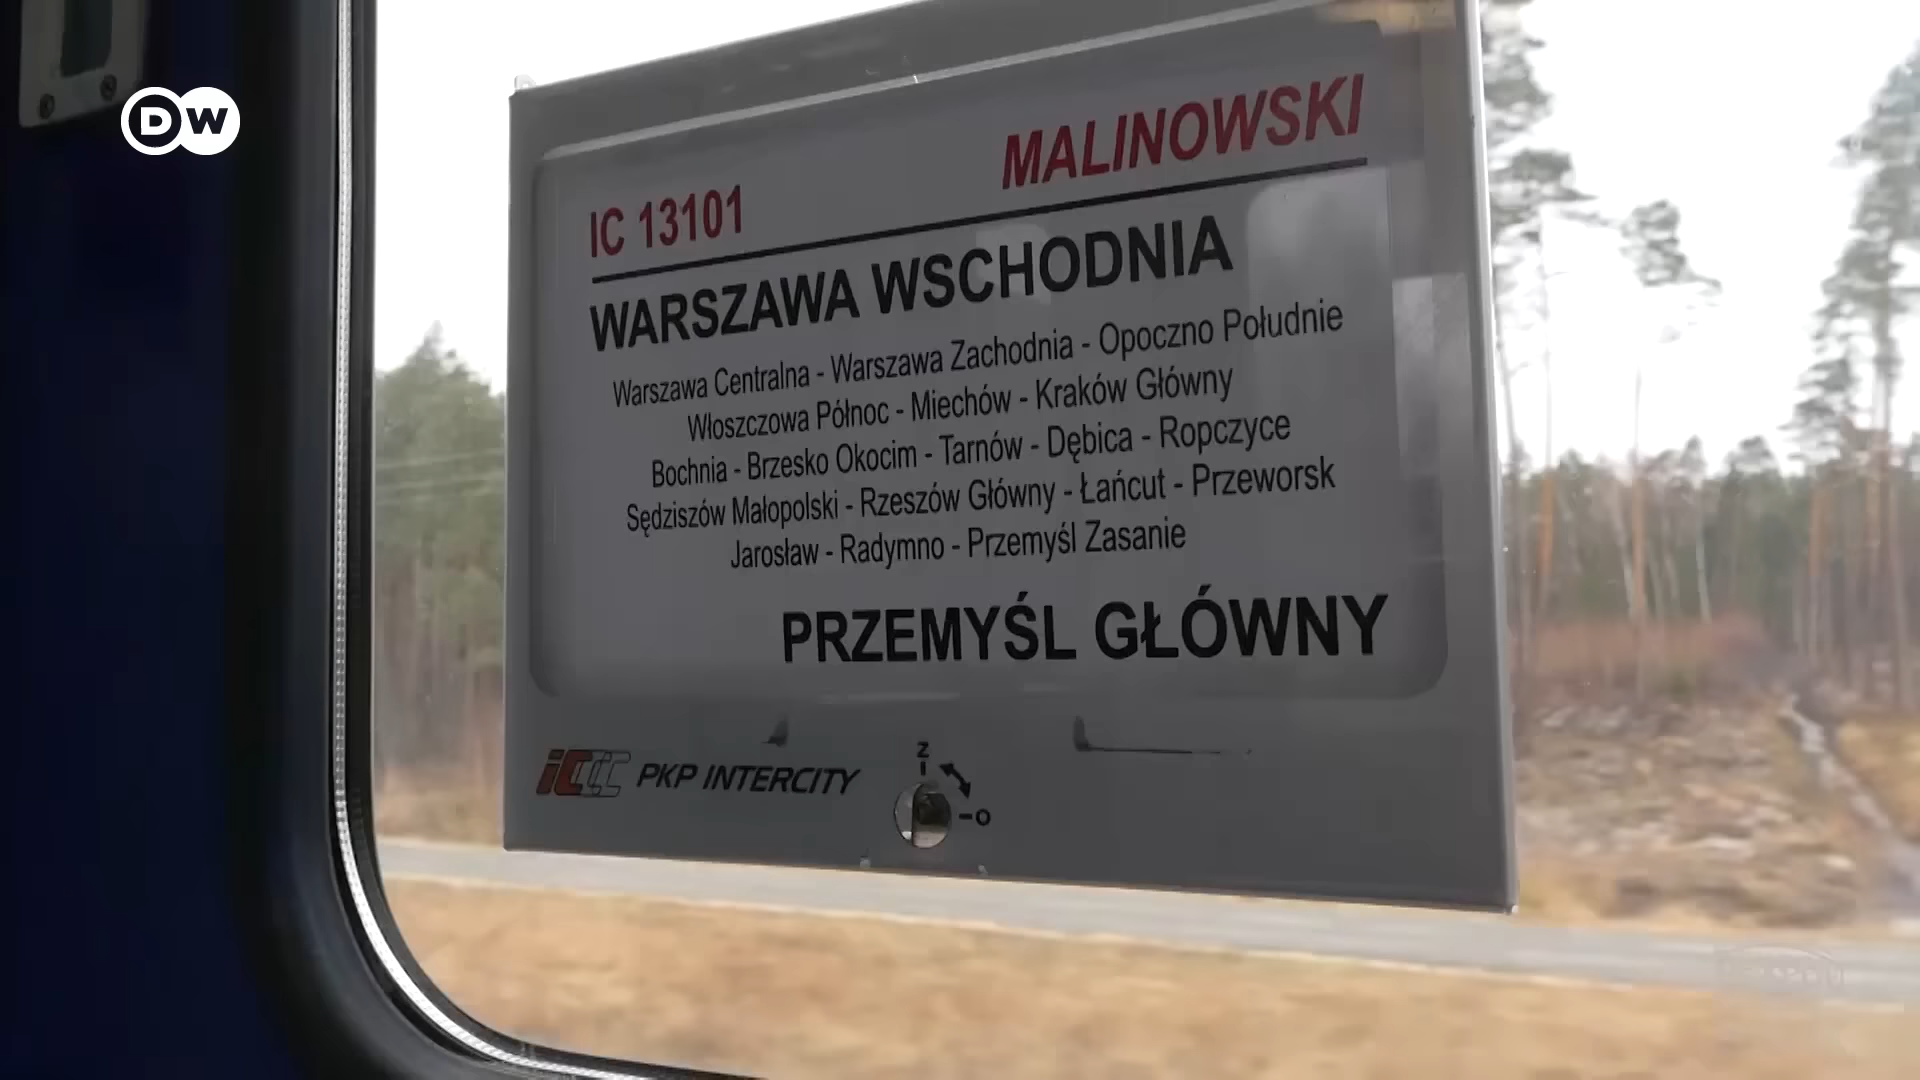 DW
IC 13101 MALINOWSKI
WARSZAWA WSCHODNIA
Warszawa Centralna - Warszawa Zachodnia - Opoczno Południe
Włoszczowa Północ - Miechów - Kraków Główny
Bochnia - Brzesko Okocim - Tarnów - Dębica - Ropczyce
Sędziszów Małopolski - Rzeszów Główny - Łańcut - Przeworsk
Jarosław - Radymno - Przemyśl Zasanie
PRZEMYŚL GŁÓWNY
IC PKP INTERCITY
Z
O